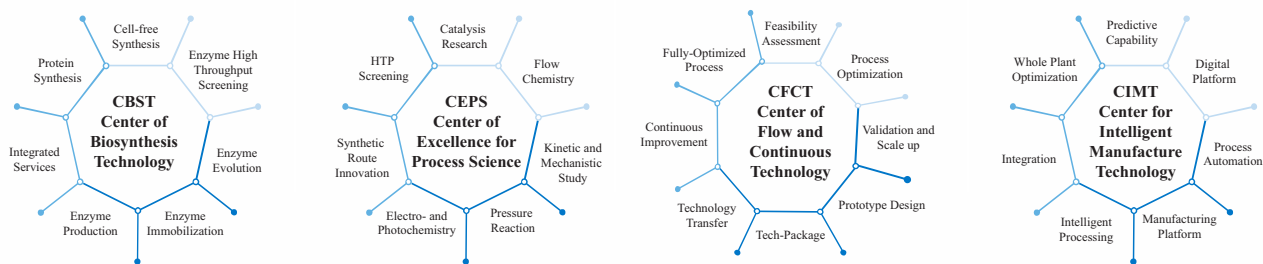 Cell-free
Synthesis
Enzyme High
Throughput
Screening
Protein
Synthesis
CBST
Center of
Biosynthesis
Technology
Integrated
Services
Enzyme
Evolution
Enzyme
Production
Enzyme
Immobilization
Catalysis
Research
HTP
Screening
Flow
Chemistry
CEPS
Center of
Excellence for
Process Science
Synthetic
Route
Innovation
Kinetic and
Mechanistic
Study
Electro- and
Photochemistry
Pressure
Reaction
Feasibility
Assessment
Fully-Optimized
Process
Process
Optimization
CFCT
Center of
Flow and
Continuous
Technology
Continuous
Improvement
Validation and
Scale up
Technology
Transfer
Prototype Design
Tech-Package
Predictive
Capability
Whole Plant
Optimization
Digital
Platform
CIMT
Center for
Intelligent
Manufacture
Technology
Integration
Process
Automation
Intelligent
Processing
Manufacturing
Platform